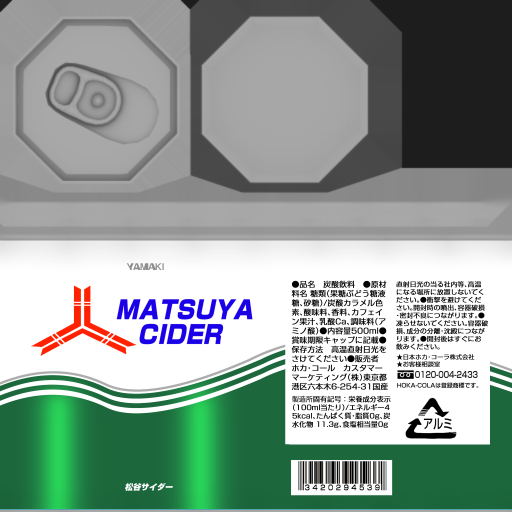 YAMAKI
MATSUYA
CIDER
松谷サイダー
●品名　炭酸飲料　●原材
料名 糖類(果糖ぶどう糖液
糖、砂糖)/炭酸カラメル色
素、酸味料、香料、カフェイ
ン果汁、乳酸Ca、調味料(ア
ミノ酸)●内容量500ml●
賞味期限キャップに記載●
保存方法　高温直射日光を
さけてください●販売者
ホカ・コール　カスタマー
マーケティング(株)東京都
港区六本木6-254-31国産
製造所固有記号：栄養成分表示
(100ml当たり)/エネルギー4
5kcal、たんぱく質・脂質0g、炭
水化物 11.3g、食塩相当量0g
直射日光の当る社内等、高温
になる場所に放置しないでく
ださい。●衝撃を避けてくだ
さい。開封時の噴出、容器破損
・密封不良につながります。●
凍らせないでください。容器破
損、成分の分離・沈殿につなが
ります。●開封後はすぐにお
飲みください。
★日本ホカ・コーラ株式会社
★お客様相談室
0120-004-2433
HOKA-COLAは登録商標です。
アルミ
3420294539